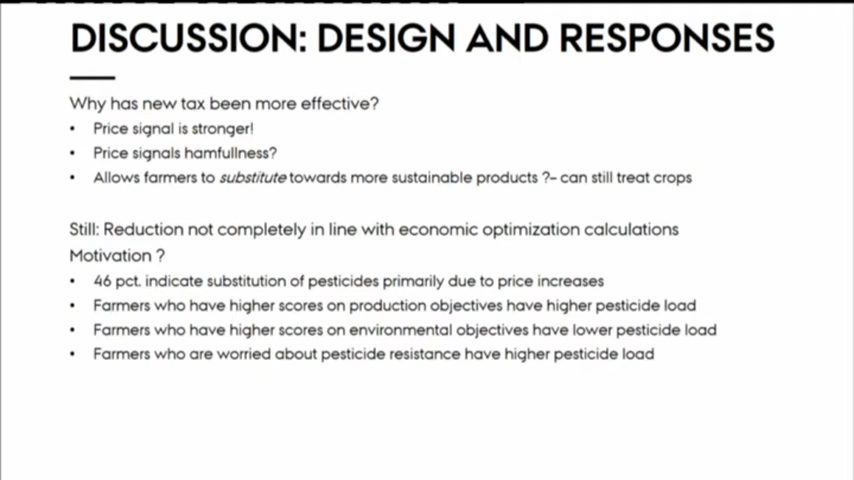 DISCUSSION: DESIGN AND RESPONSES
Why has new tax been more effective?
• Price signal is stronger!
• Price signals hamfullness?
• Allows farmers to substitute towards more sustainable products ?– can still treat crops
Still: Reduction not completely in line with economic optimization calculations
Motivation ?
• 46 pct. indicate substitution of pesticides primarily due to price increases
• Farmers who have higher scores on production objectives have higher pesticide load
• Farmers who have higher scores on environmental objectives have lower pesticide load
• Farmers who are worried about pesticide resistance have higher pesticide load